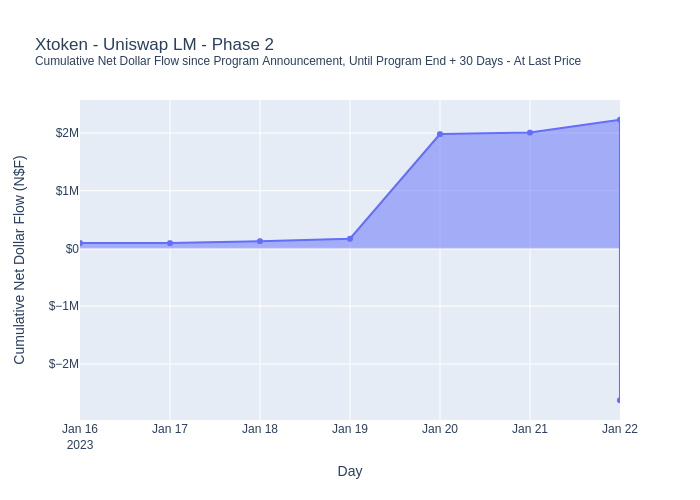 Xtoken - Uniswap LM - Phase 2
Cumulative Net Dollar Flow since Program Announcement, Until Program End + 30 Days - At Last Price
Cumulative Net Dollar Flow (N$F)
$2M
$1M
$0
$−1M
$−2M
Jan 16 Jan 17 Jan 18 Jan 19 Jan 20 Jan 21 Jan 22
2023
Day